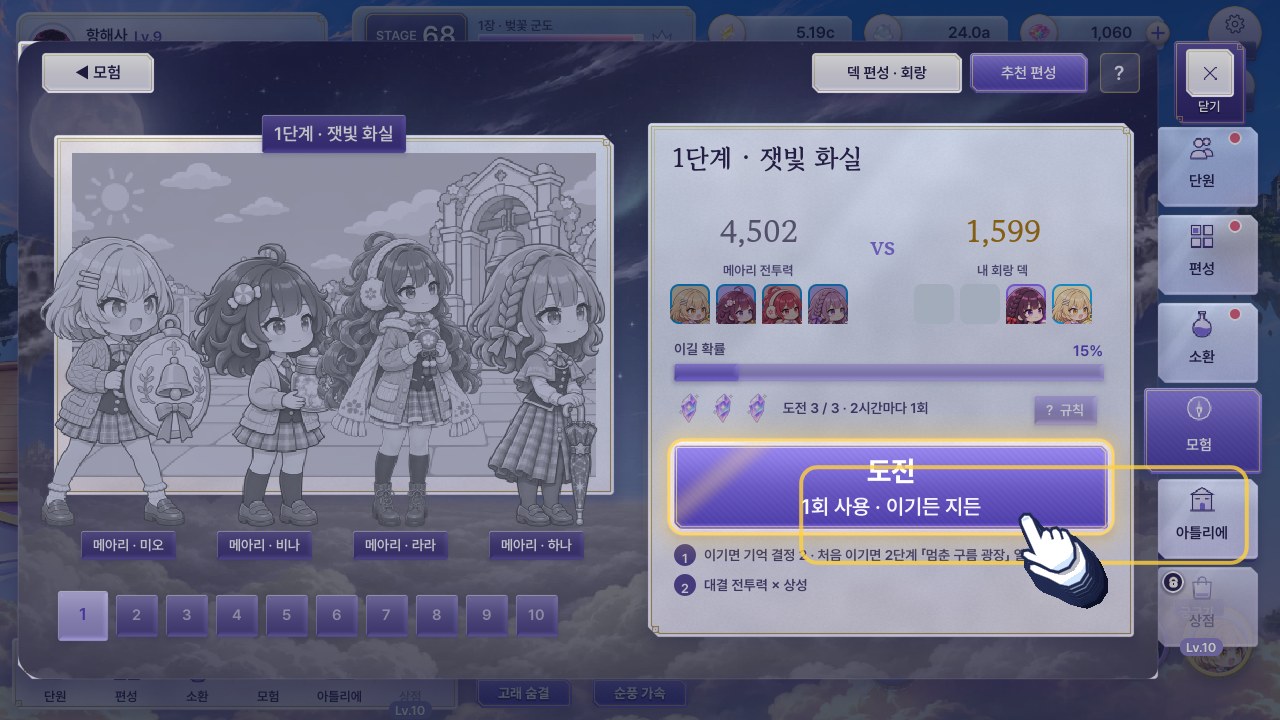 항해사 Lv.9
STAGE 68
1장 · 벚꽃 군도
5.19c
24.0a
1,060
◀ 모험
덱 편성 · 회랑
추천 편성
?
닫기
1단계 · 잿빛 화실
메아리 · 미오
메아리 · 비나
메아리 · 라라
메아리 · 하나
1
2
3
4
5
6
7
8
9
10
1단계 · 잿빛 화실
4,502
VS
1,599
메아리 전투력
내 회랑 덱
이길 확률
15%
도전 3 / 3 · 2시간마다 1회
? 규칙
도전
1회 사용 · 이기든 지든
1 이기면 기억 결정 2 · 처음 이기면 2단계 「멈춘 구름 광장」
2 대결 전투력 × 상성
단원
편성
소환
모험
아틀리에
상점
Lv.10
단원
편성
소환
모험
아틀리에
상점
Lv.10
고래 숨결
순풍 가속